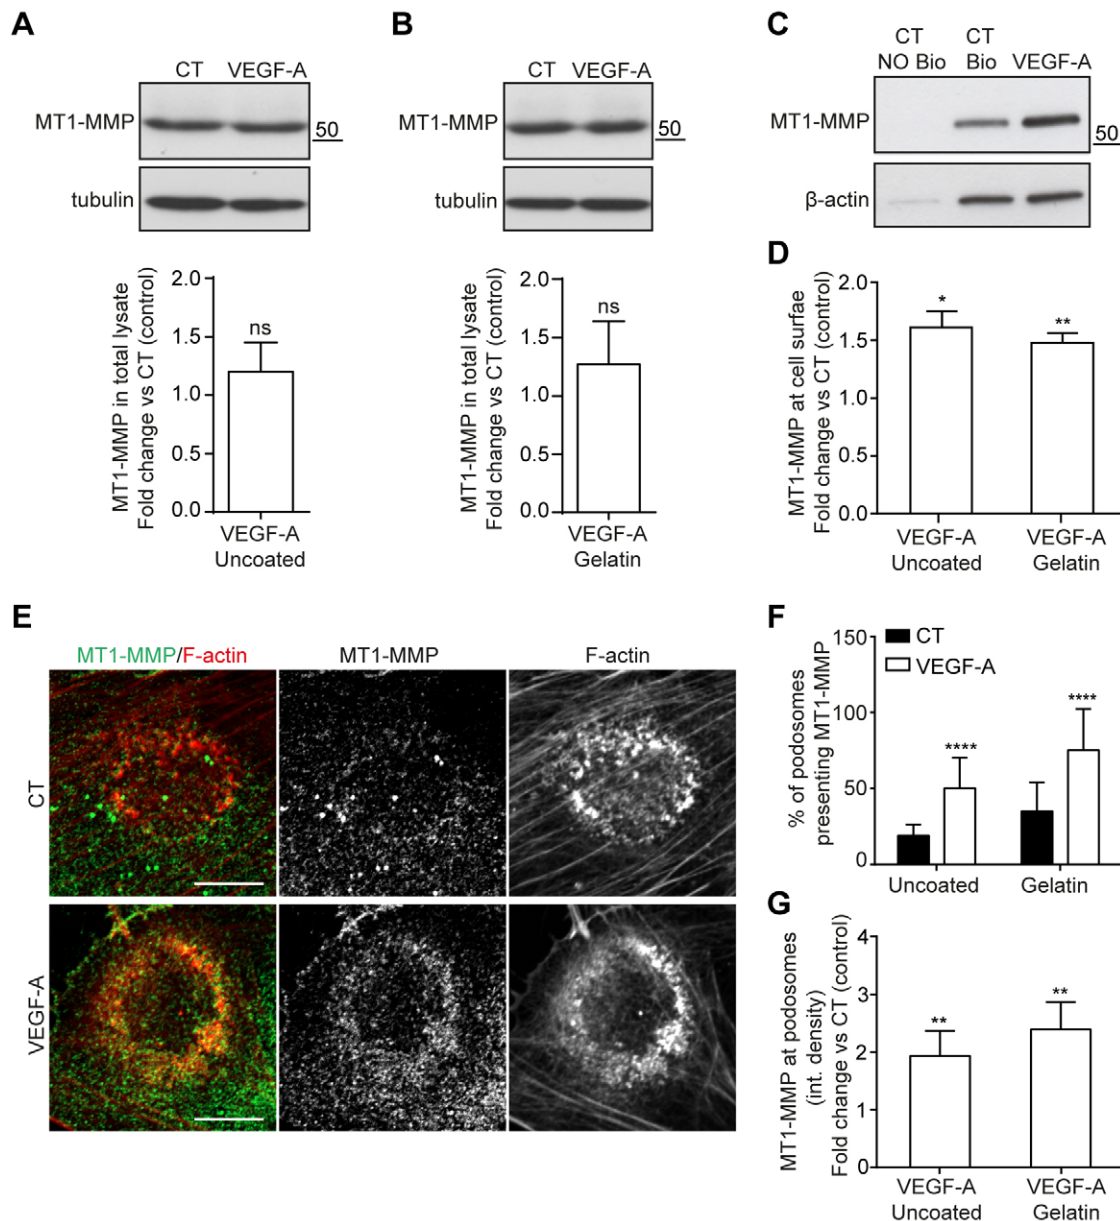 A
CT VEGF-A
MT1-MMP
50
tubulin
MT1-MMP in total lysate
Fold change vs CT (control)
2.0
1.5
1.0
0.5
0.0
ns
VEGF-A
Uncoated
B
CT VEGF-A
MT1-MMP
50
tubulin
MT1-MMP in total lysate
Fold change vs CT (control)
2.0
1.5
1.0
0.5
0.0
ns
VEGF-A
Gelatin
C
CT CT
NO Bio Bio VEGF-A
MT1-MMP
50
β-actin
D
MT1-MMP at cell surfae
Fold change vs CT (control)
2.0
1.5
1.0
0.5
0.0
*
**
VEGF-A VEGF-A
Uncoated Gelatin
E
MT1-MMP/F-actin MT1-MMP F-actin
CT
VEGF-A
F
% of podosomes
presenting MT1-MMP
150
100
50
0
CT
VEGF-A
****
****
Uncoated Gelatin
G
MT1-MMP at podosomes
(int. density)
Fold change vs CT (control)
4
3
2
1
0
**
**
VEGF-A VEGF-A
Uncoated Gelatin